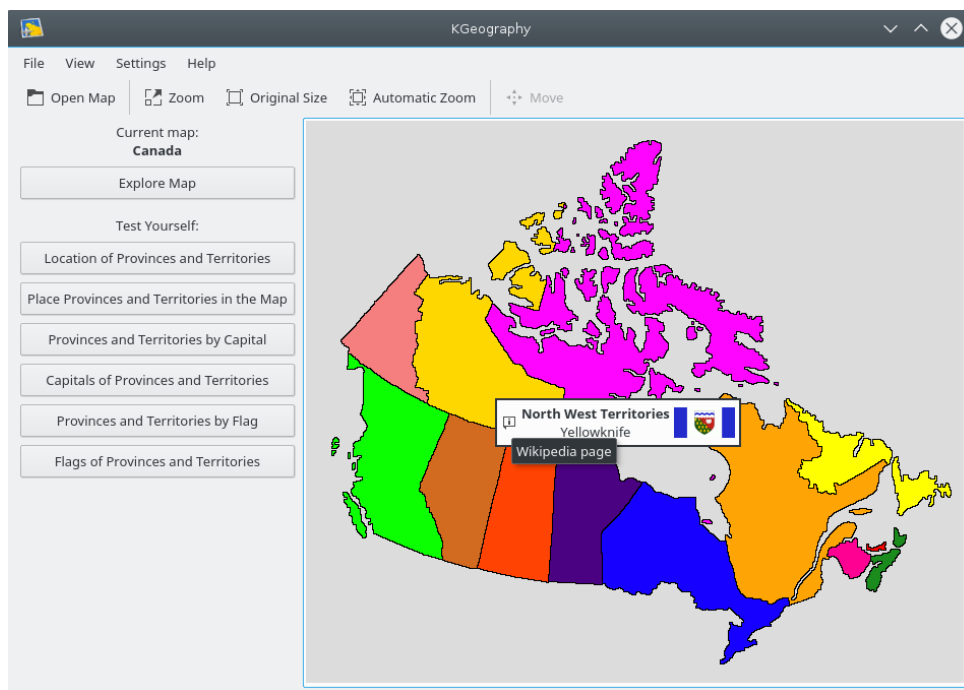 KGeography
File View Settings Help
Open Map Zoom Original Size Automatic Zoom Move
Current map:
Canada
Explore Map
Test Yourself:
Location of Provinces and Territories
Place Provinces and Territories in the Map
Provinces and Territories by Capital
Capitals of Provinces and Territories
Provinces and Territories by Flag
Flags of Provinces and Territories
North West Territories
Yellowknife
Wikipedia page